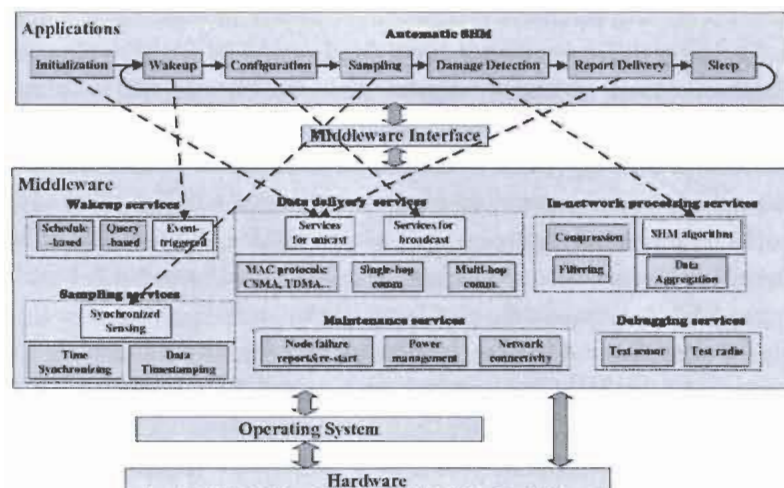 Applications
Automatic SHM
Initialization
Wakeup
Configuration
Sampling
Damage Detection
Report Delivery
Sleep
Middleware Interface
Middleware
Wakeup services
Schedule
-based
Query
-based
Event-
triggered
Data delivery services
Services
for unicast
Services for
broadcast
MAC protocols:
CSMA, TDMA..
Single-hop
comm
Multi-hop
comm.
In-network processing services
Compression
Filtering
SHM algorithm
Data
Aggregation
Sampling services
Synchronized
Sensing
Time
Synchronizing
Data
Timestamping
Maintenance services
Node failure
report&re-start
Power
management
Network
connectivity
Debugging services
Test sensor
Test radio
Operating System
Hardware